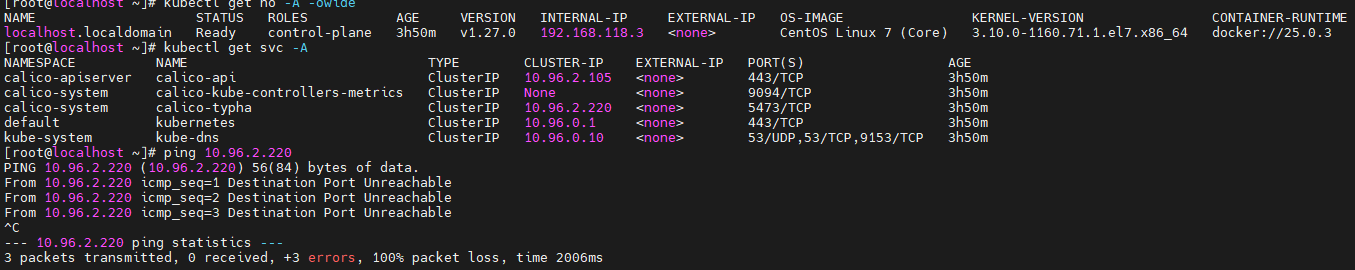 [root@localhost ~]# kubectl get no -A -owide
NAME STATUS ROLES AGE VERSION INTERNAL-IP EXTERNAL-IP OS-IMAGE KERNEL-VERSION CONTAINER-RUNTIME
localhost.localdomain Ready control-plane 3h50m v1.27.0 192.168.118.3 <none> CentOS Linux 7 (Core) 3.10.0-1160.71.1.el7.x86_64 docker://25.0.3
[root@localhost ~]# kubectl get svc -A
NAMESPACE NAME TYPE CLUSTER-IP EXTERNAL-IP PORT(S) AGE
calico-apiserver calico-api ClusterIP 10.96.2.105 <none> 443/TCP 3h50m
calico-system calico-kube-controllers-metrics ClusterIP None <none> 9094/TCP 3h50m
calico-system calico-typha ClusterIP 10.96.2.220 <none> 5473/TCP 3h50m
default kubernetes ClusterIP 10.96.0.1 <none> 443/TCP 3h50m
kube-system kube-dns ClusterIP 10.96.0.10 <none> 53/UDP,53/TCP,9153/TCP 3h50m
[root@localhost ~]# ping 10.96.2.220
PING 10.96.2.220 (10.96.2.220) 56(84) bytes of data.
From 10.96.2.220 icmp_seq=1 Destination Port Unreachable
From 10.96.2.220 icmp_seq=2 Destination Port Unreachable
From 10.96.2.220 icmp_seq=3 Destination Port Unreachable
^C
--- 10.96.2.220 ping statistics ---
3 packets transmitted, 0 received, +3 errors, 100% packet loss, time 2006ms